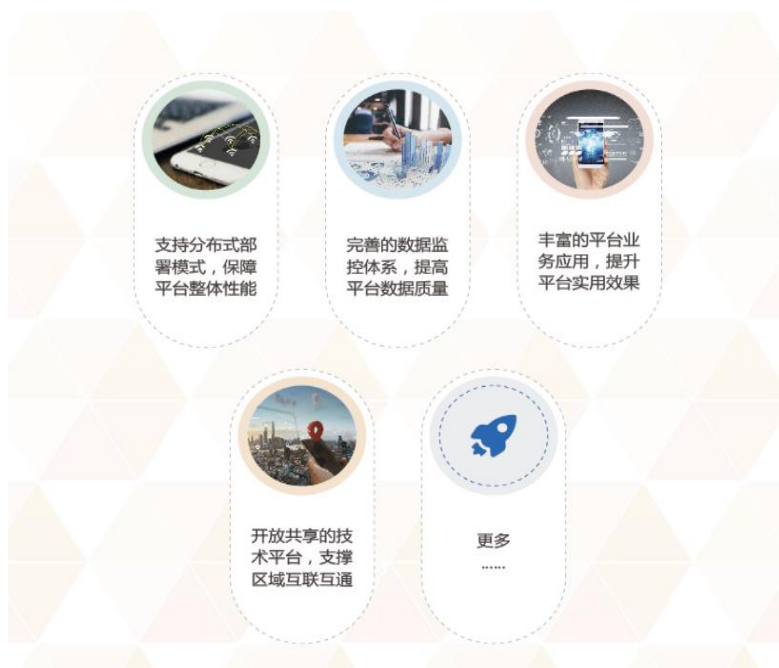 支持分布式部
署模式，保障
平台整体性能
完善的数据监
控体系，提高
平台数据质量
丰富的平台业
务应用，提升
平台实用效果
开放共享的技
术平台，支撑
区域互联互通
更多
......